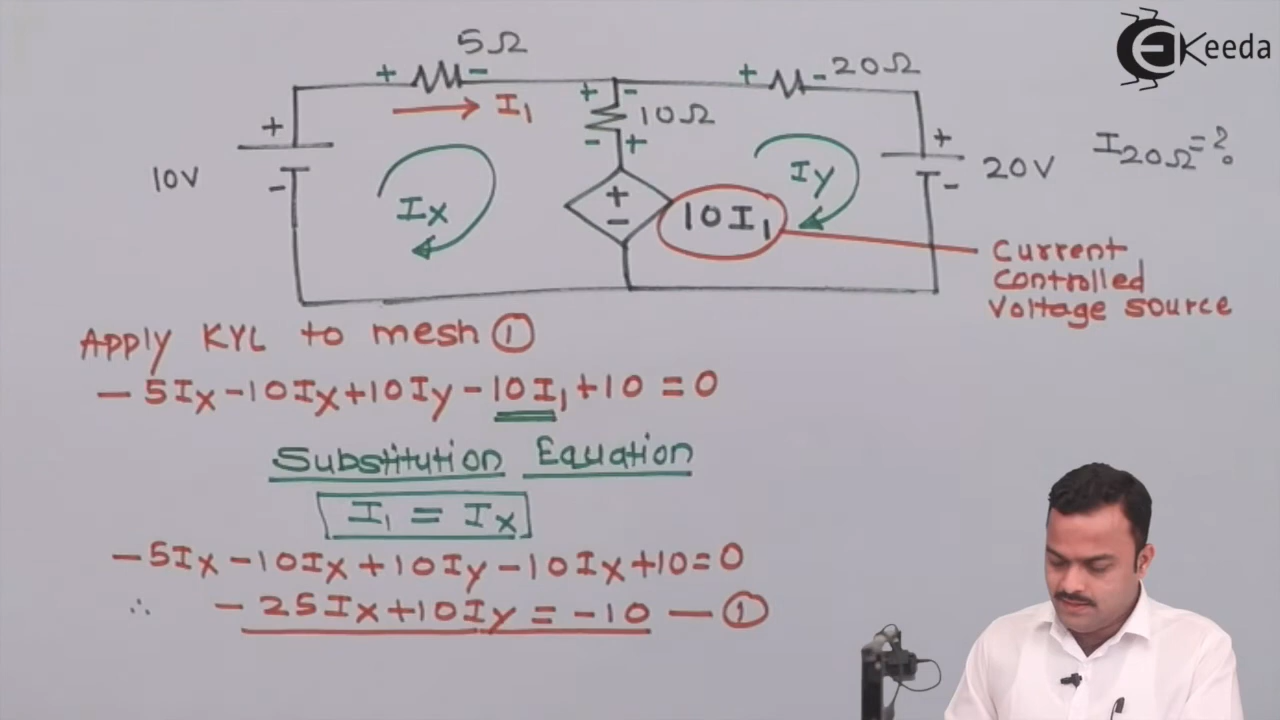 5Ω
20Ω
+ -
+ -
I₁
+ -
10Ω
- +
+
10V
-
Ix
Iy
+
-
10I₁
+
20V
-
I20Ω = ?
Current
Controlled
Voltage source
Keeda
Apply KVL to mesh ①
- 5Ix - 10Ix + 10Iy - 10I₁ + 10 = 0
Substitution Equation
I₁ = Ix
- 5Ix - 10Ix + 10Iy - 10Ix + 10 = 0
∴ - 25Ix + 10Iy = -10 — ①